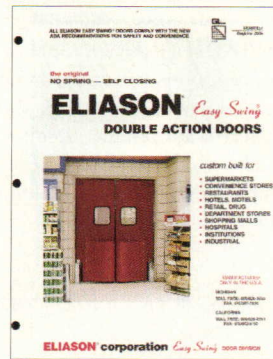 ALL ELIASON EASY SWING® DOORS COMPLY WITH THE NEW
ADA RECOMMENDATIONS FOR SAFETY AND CONVENIENCE
the original
NO SPRING — SELF CLOSING
ELIASON® Easy Swing®
DOUBLE ACTION DOORS
custom built for
• SUPERMARKETS
• CONVENIENCE STORES
• RESTAURANTS
• HOTELS, MOTELS
• RETAIL, DRUG
• DEPARTMENT STORES
• SHOPPING MALLS
• HOSPITALS
• INSTITUTIONS
• INDUSTRIAL
MICHIGAN
CALIFORNIA
ELIASON® corporation Easy Swing® DOOR DIVISION